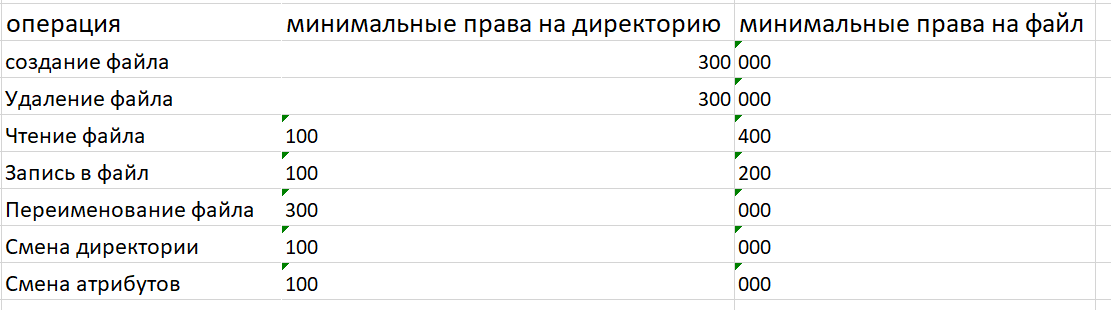 операция минимальные права на директорию минимальные права на файл
создание файла 300 000
Удаление файла 300 000
Чтение файла 100 400
Запись в файл 100 200
Переименование файла 300 000
Смена директории 100 000
Смена атрибутов 100 000